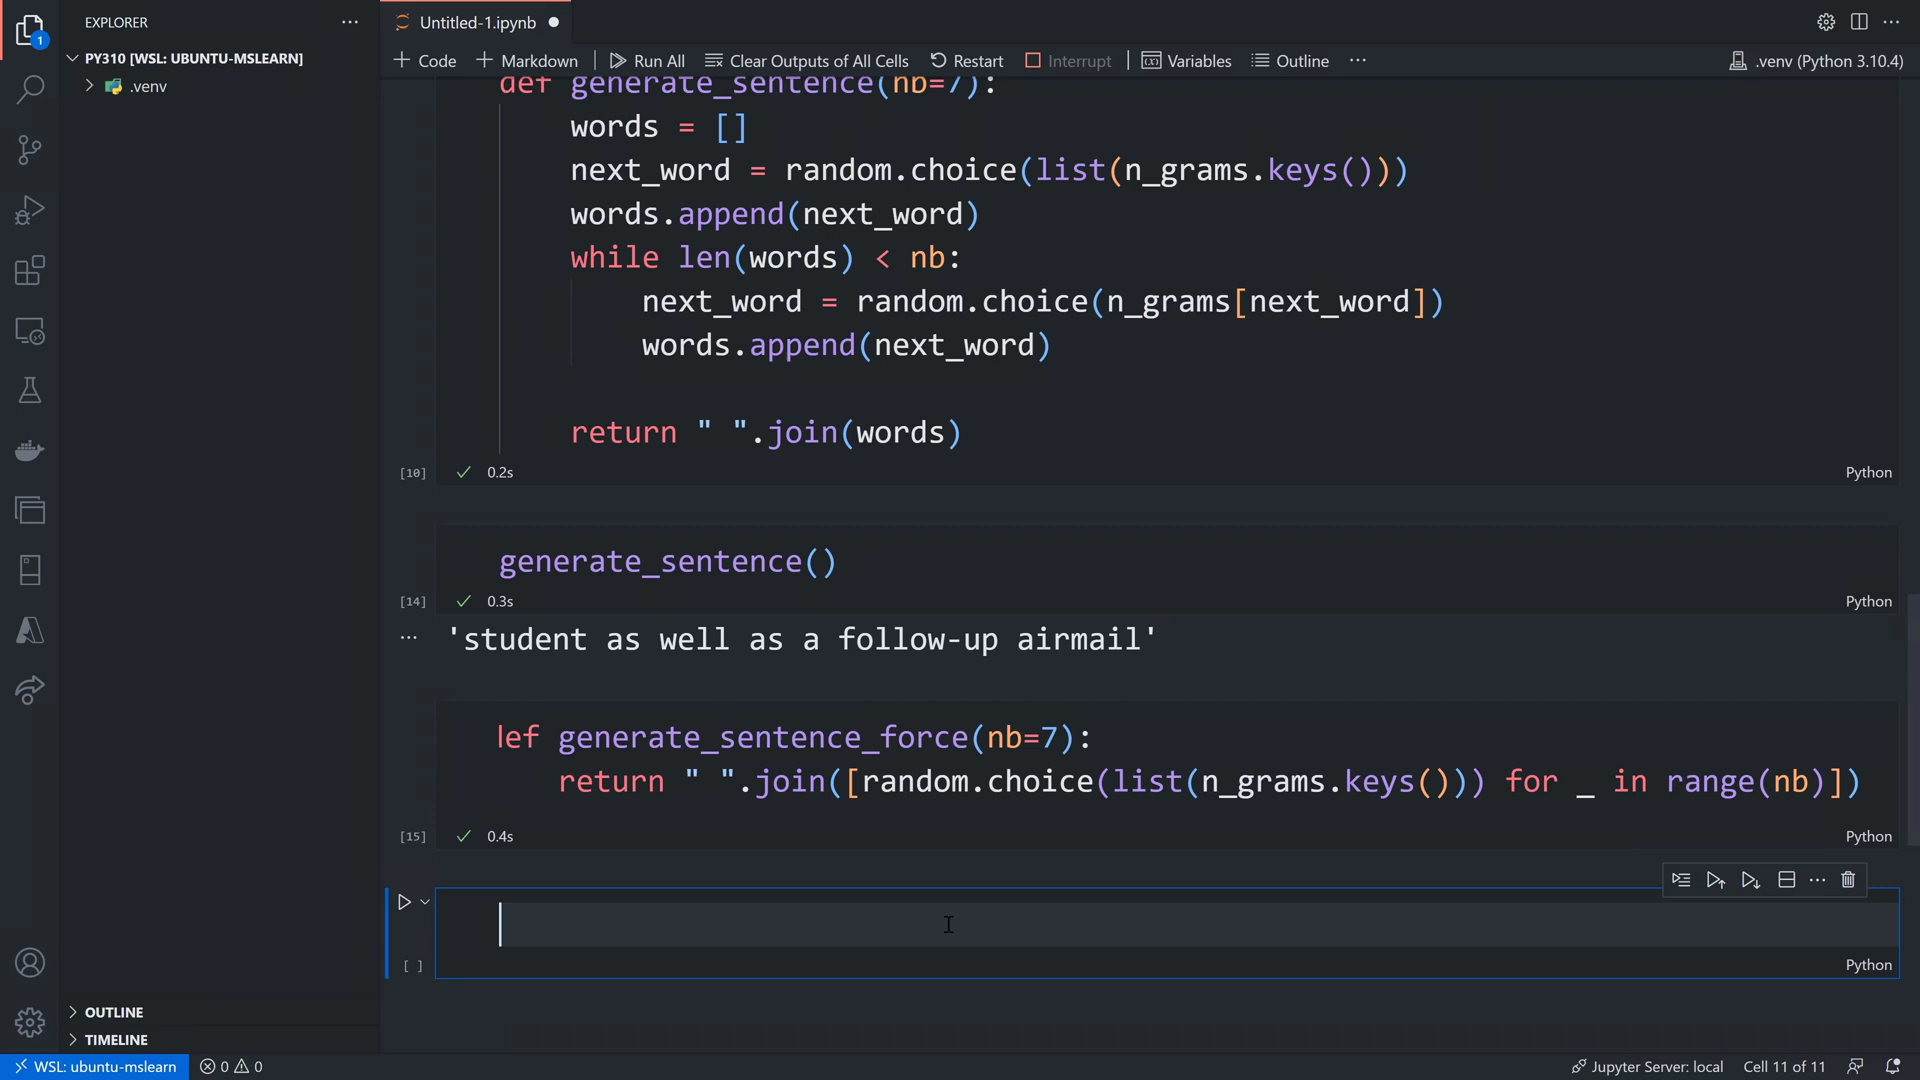 EXPLORER
Untitled-1.ipynb
PY310 [WSL: UBUNTU-MSLEARN]
.venv
Code
Markdown
Run All
Clear Outputs of All Cells
Restart
Interrupt
Variables
Outline
.venv (Python 3.10.4)
def generate_sentence(nb=7):
words = []
next_word = random.choice(list(n_grams.keys()))
words.append(next_word)
while len(words) < nb:
next_word = random.choice(n_grams[next_word])
words.append(next_word)
return " ".join(words)
[10] 0.2s Python
generate_sentence()
[14] 0.3s Python
'student as well as a follow-up airmail'
lef generate_sentence_force(nb=7):
return " ".join([random.choice(list(n_grams.keys())) for _ in range(nb)])
[15] 0.4s Python
[ ] Python
OUTLINE
TIMELINE
WSL: ubuntu-mslearn 0 0 Jupyter Server: local Cell 11 of 11
1